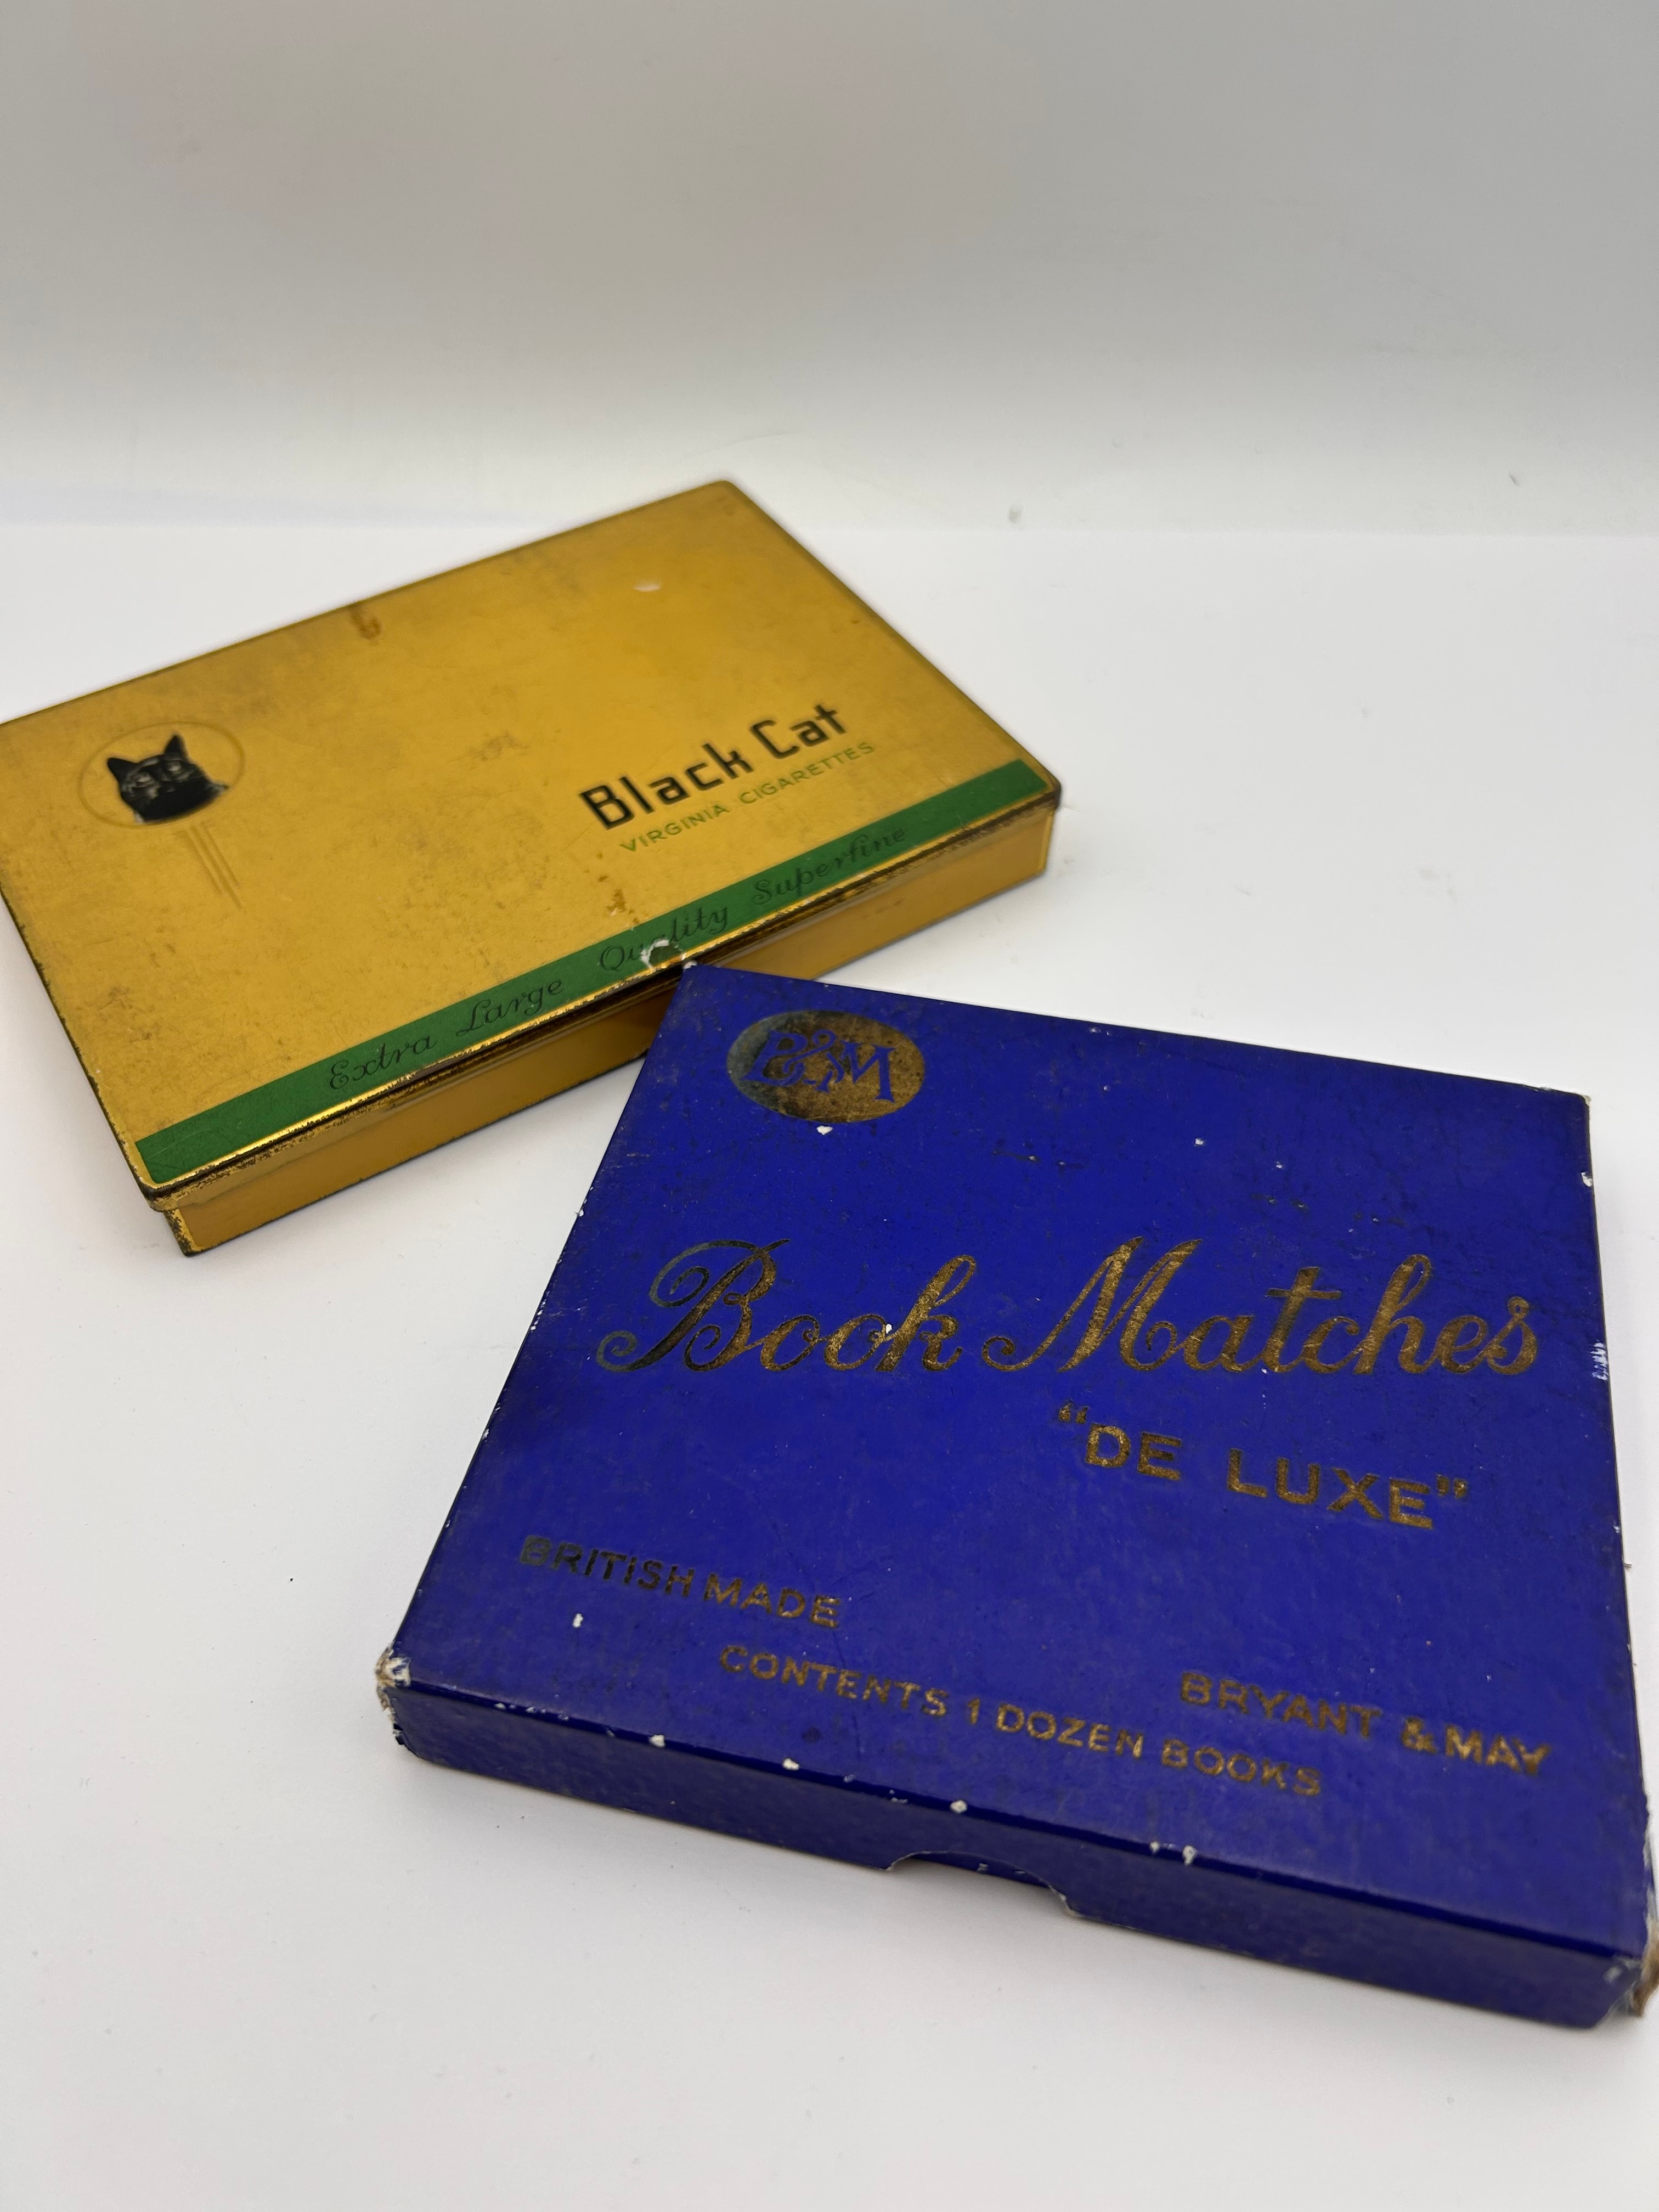 Black Cat
VIRGINIA CIGARETTES
Extra Large Quality Superfine
B&M
Book Matches
"DE LUXE"
BRITISH MADE
BRYANT & MAY
CONTENTS 1 DOZEN BOOKS